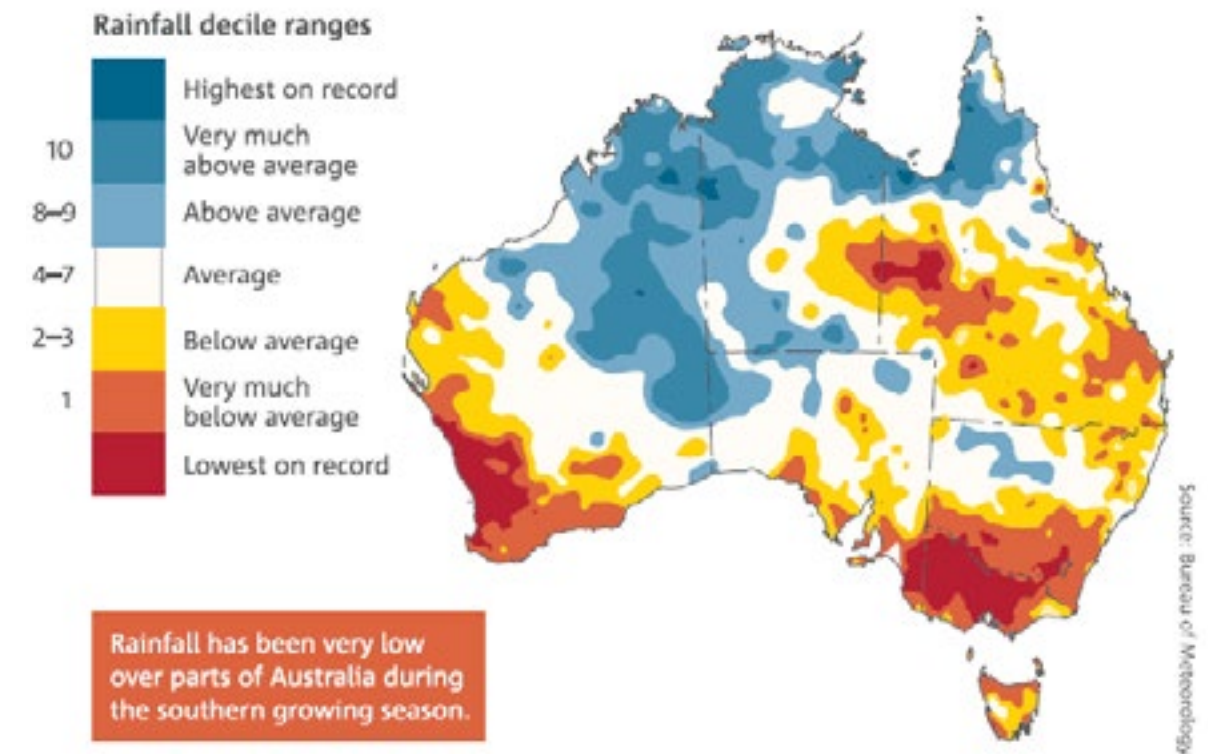 Rainfall decile ranges
Highest on record
10
Very much
above average
8–9
Above average
4–7
Average
2–3
Below average
1
Very much
below average
Lowest on record
Rainfall has been very low
over parts of Australia during
the southern growing season.
Source: Bureau of Meteorology